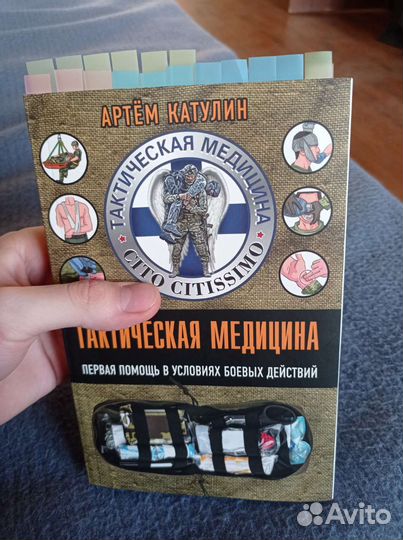 АРТЁМ КАТУЛИН
ТАКТИЧЕСКАЯ МЕДИЦИНА
CITO CITISSIMO
ТАКТИЧЕСКАЯ МЕДИЦИНА
ПЕРВАЯ ПОМОЩЬ В УСЛОВИЯХ БОЕВЫХ ДЕЙСТВИЙ
Avito